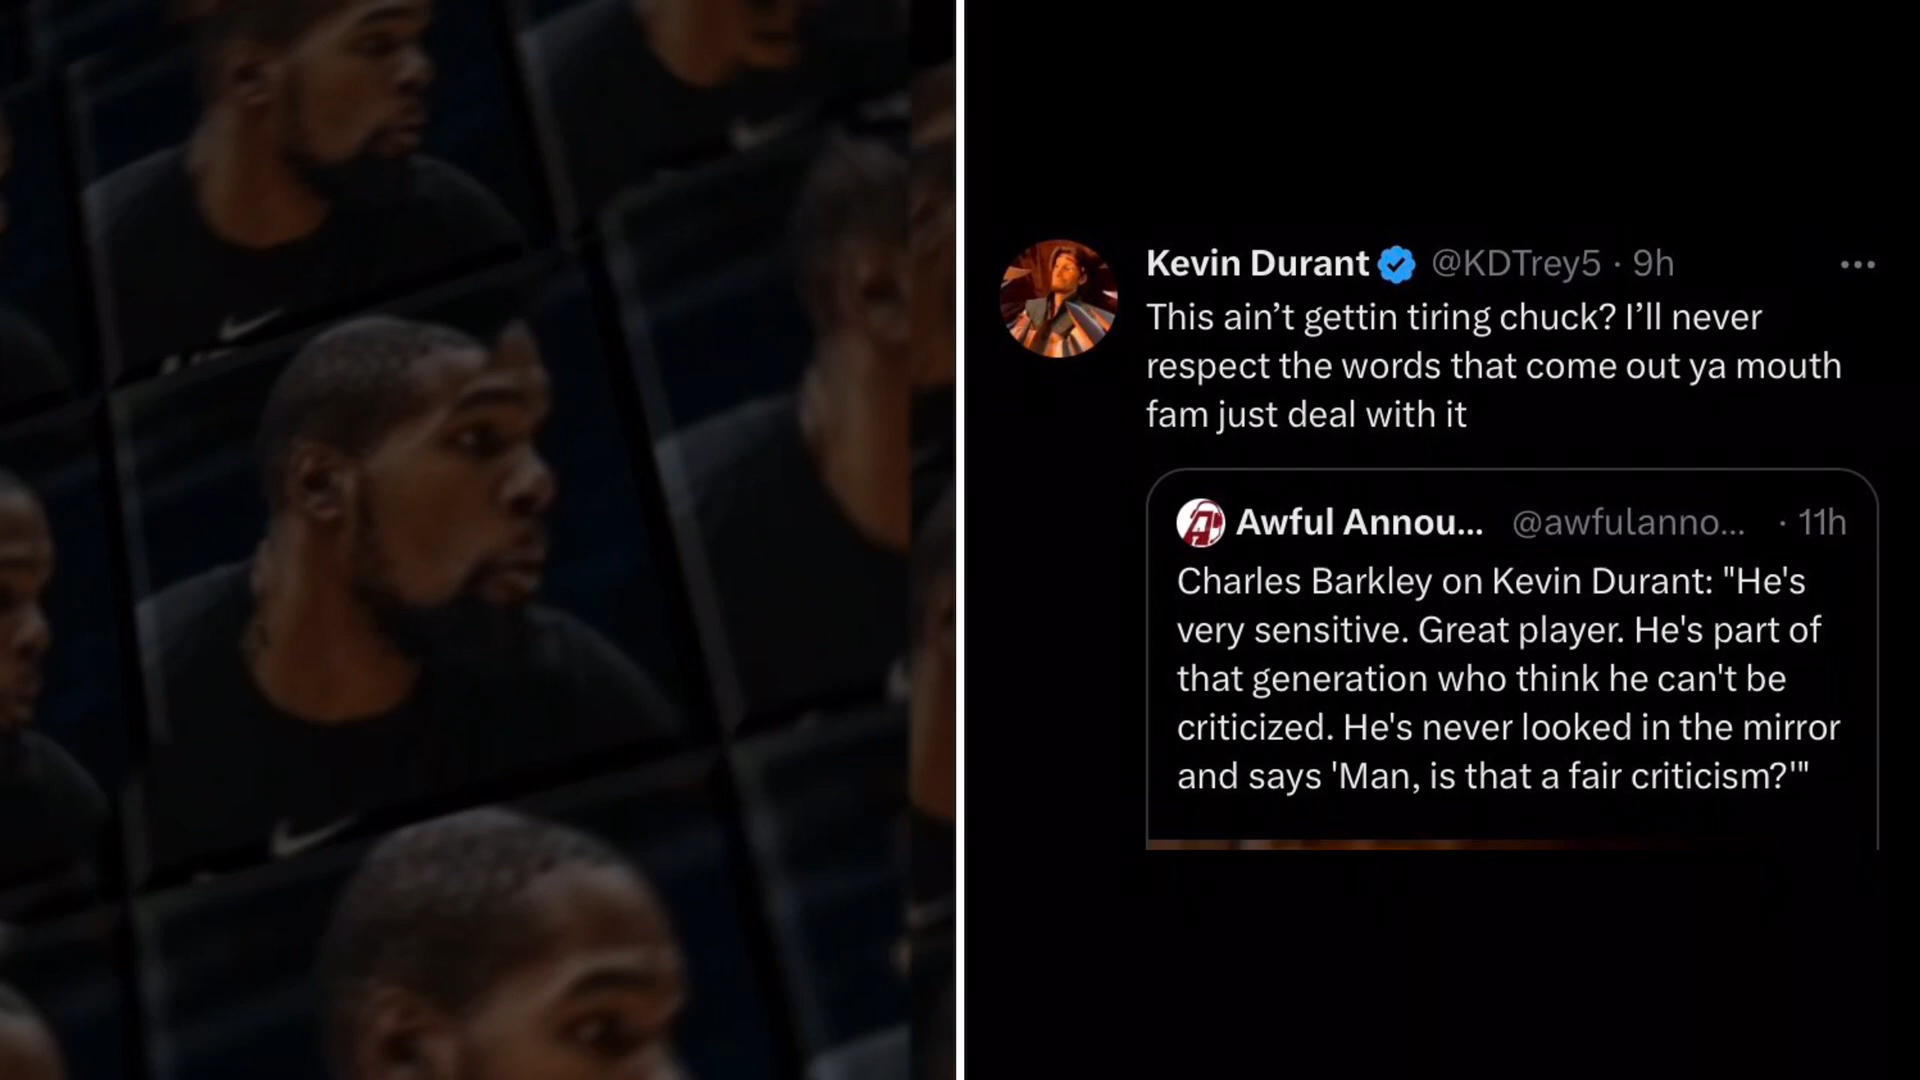 Kevin Durant @KDTrey5 · 9h
This ain’t gettin tiring chuck? I’ll never
respect the words that come out ya mouth
fam just deal with it
Awful Annou... @awfulanno... · 11h
Charles Barkley on Kevin Durant: "He's
very sensitive. Great player. He's part of
that generation who think he can't be
criticized. He's never looked in the mirror
and says 'Man, is that a fair criticism?'"